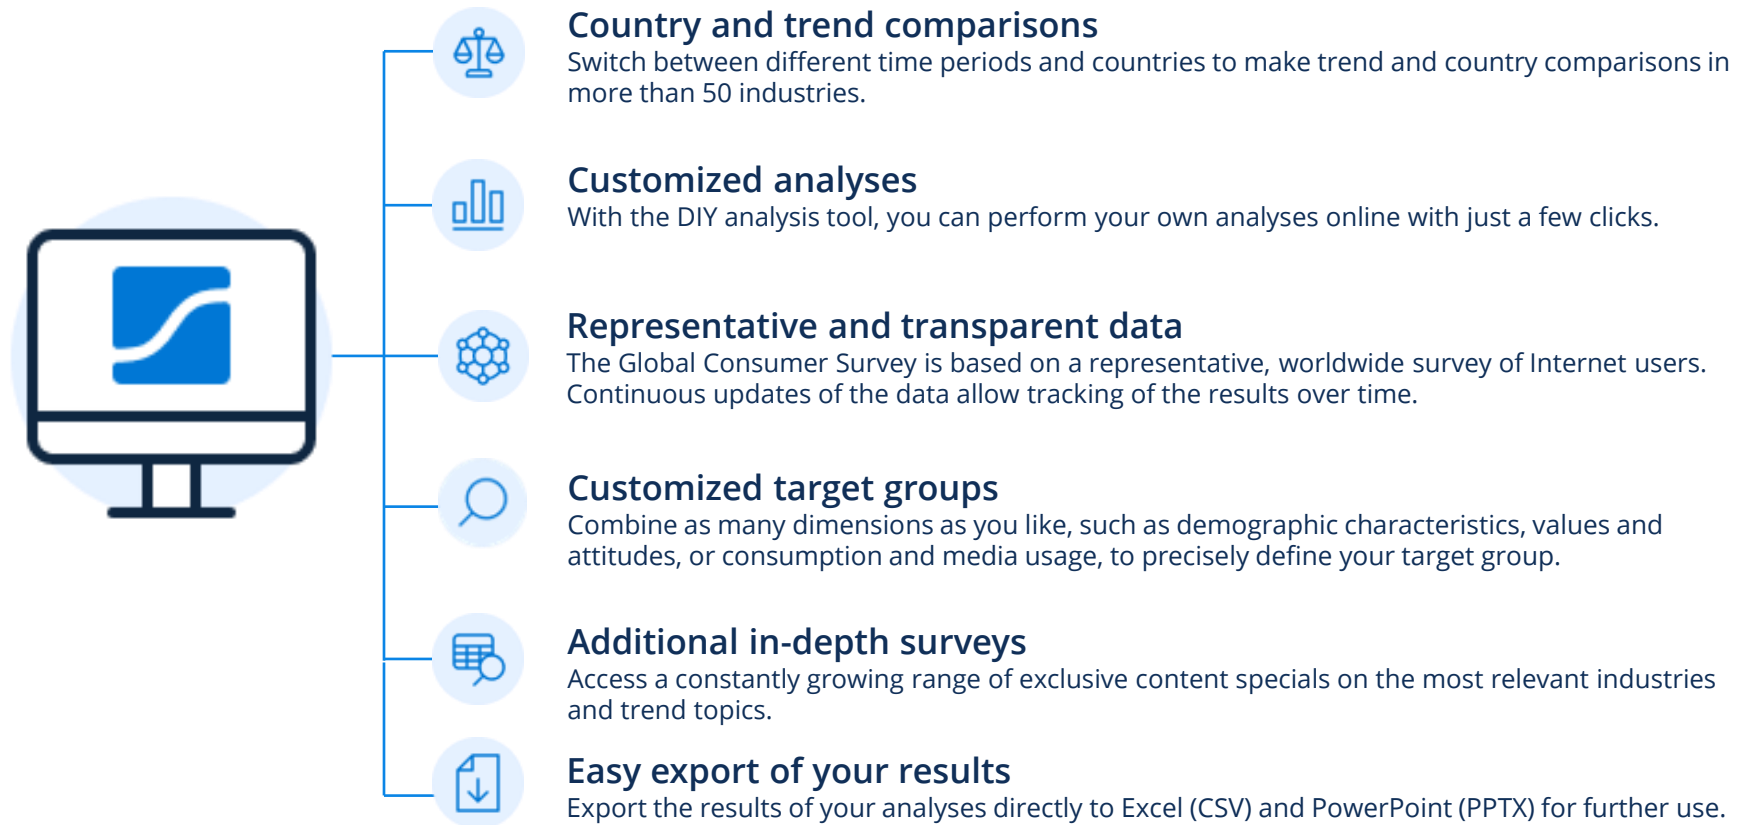 Country and trend comparisons
Switch between different time periods and countries to make trend and country comparisons in
more than 50 industries.
Customized analyses
With the DIY analysis tool, you can perform your own analyses online with just a few clicks.
Representative and transparent data
The Global Consumer Survey is based on a representative, worldwide survey of Internet users.
Continuous updates of the data allow tracking of the results over time.
Customized target groups
Combine as many dimensions as you like, such as demographic characteristics, values and
attitudes, or consumption and media usage, to precisely define your target group.
Additional in-depth surveys
Access a constantly growing range of exclusive content specials on the most relevant industries
and trend topics.
Easy export of your results
Export the results of your analyses directly to Excel (CSV) and PowerPoint (PPTX) for further use.